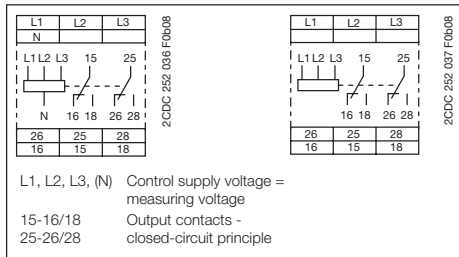 L1 L2 L3
N
L1 L2 L3 15 25
N 16 18 26 28
26 25 28
16 15 18
2CDC 252 036 F0b08
L1 L2 L3
L1 L2 L3 15 25
16 18 26 28
26 25 28
16 15 18
2CDC 252 037 F0b08
L1, L2, L3, (N) Control supply voltage =
measuring voltage
15-16/18 Output contacts -
25-26/28 closed-circuit principle